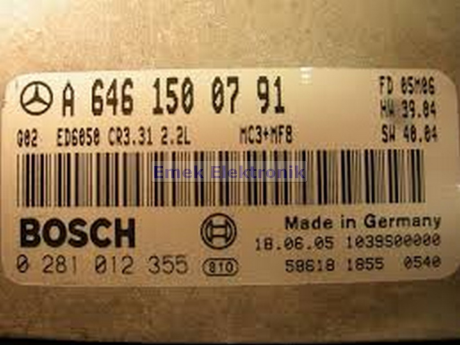 A 646 150 07 91
FD 05M06
HW 39.04
G02 ED6050 CR3.31 2.2L MC3+MF8 SW 40.04
Emek Elektronik
BOSCH
Made in Germany
18.06.05 1039S00000
0 281 012 355 810
58618 1855 0540